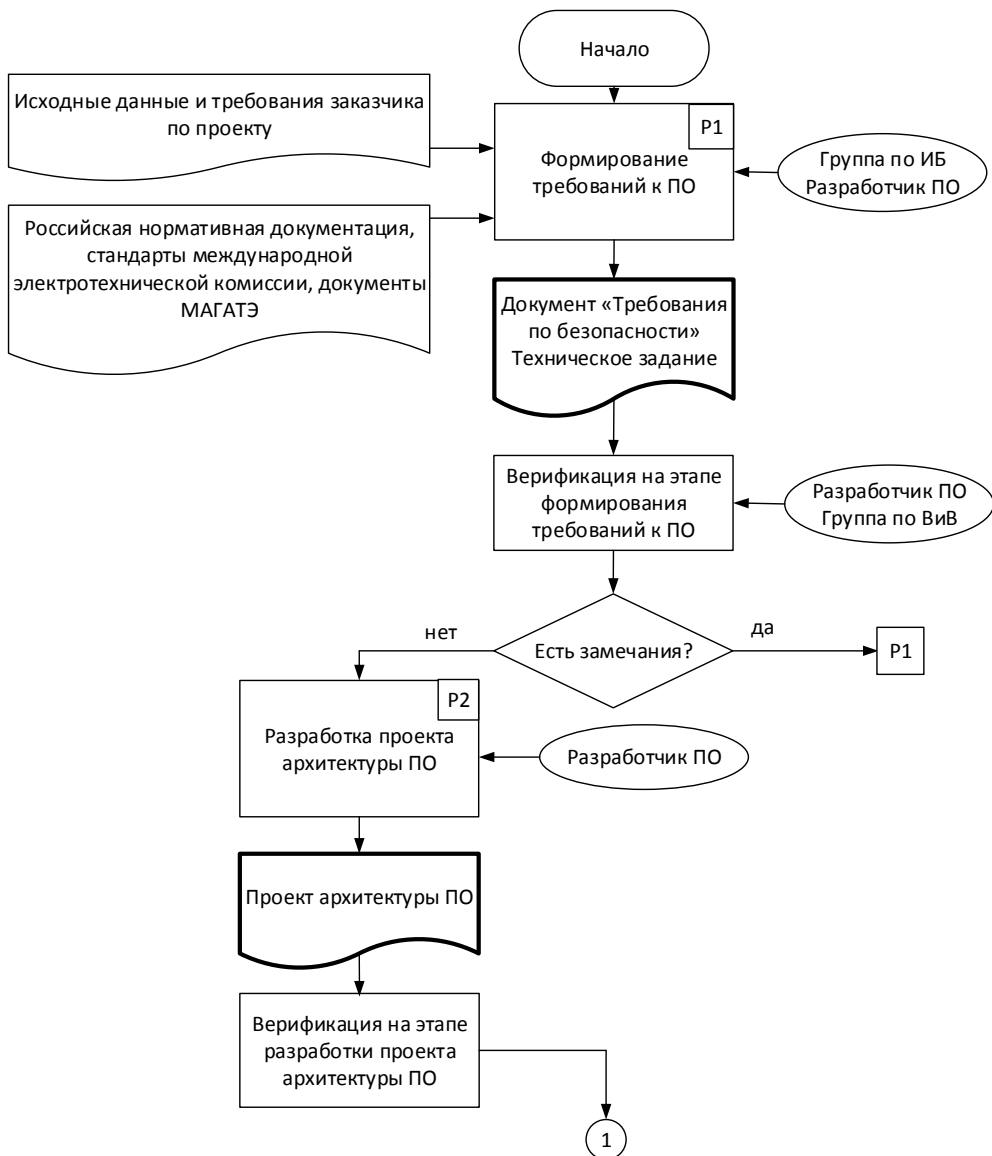 Начало
Исходные данные и требования заказчика
по проекту
P1
Формирование
требований к ПО
Группа по ИБ
Разработчик ПО
Российская нормативная документация,
стандарты международной
электротехнической комиссии, документы
МАГАТЭ
Документ «Требования
по безопасности»
Техническое задание
Верификация на этапе
формирования
требований к ПО
Разработчик ПО
Группа по ВиВ
нет
Есть замечания?
да
P1
P2
Разработка проекта
архитектуры ПО
Разработчик ПО
Проект архитектуры ПО
Верификация на этапе
разработки проекта
архитектуры ПО
1